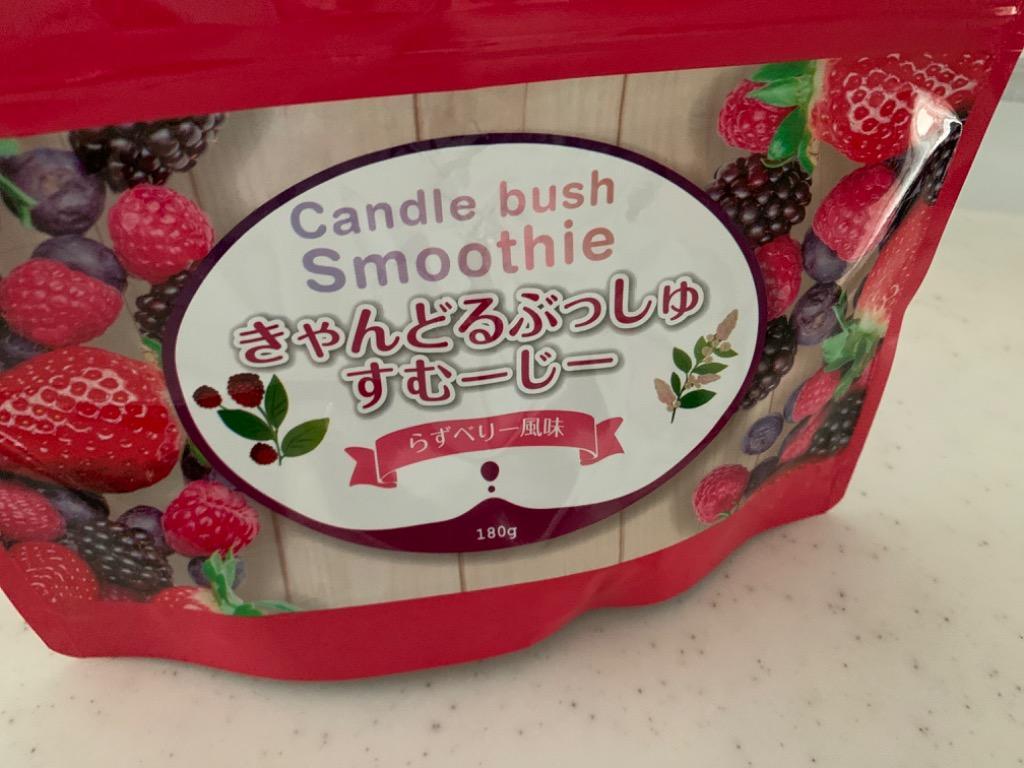 Candle bush
Smoothie
きゃんどるぶっしゅ
すむーじー
らずべりー風味
180g